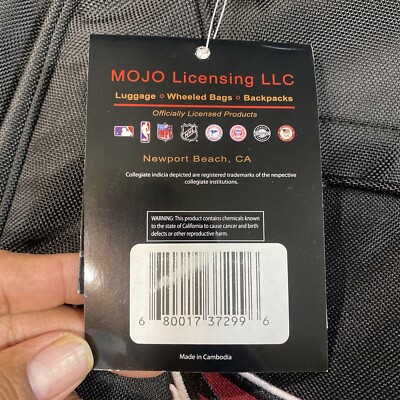 MOJO Licensing LLC
Luggage ○ Wheeled Bags ○ Backpacks
Officially Licensed Products
Newport Beach, CA
Collegiate indicia depicted are registered trademarks of the respective
collegiate institutions.
WARNING: This product contains chemicals known
to the state of California to cause cancer and birth
defects or other reproductive harm.
6 80017 37299 6
Made in Cambodia